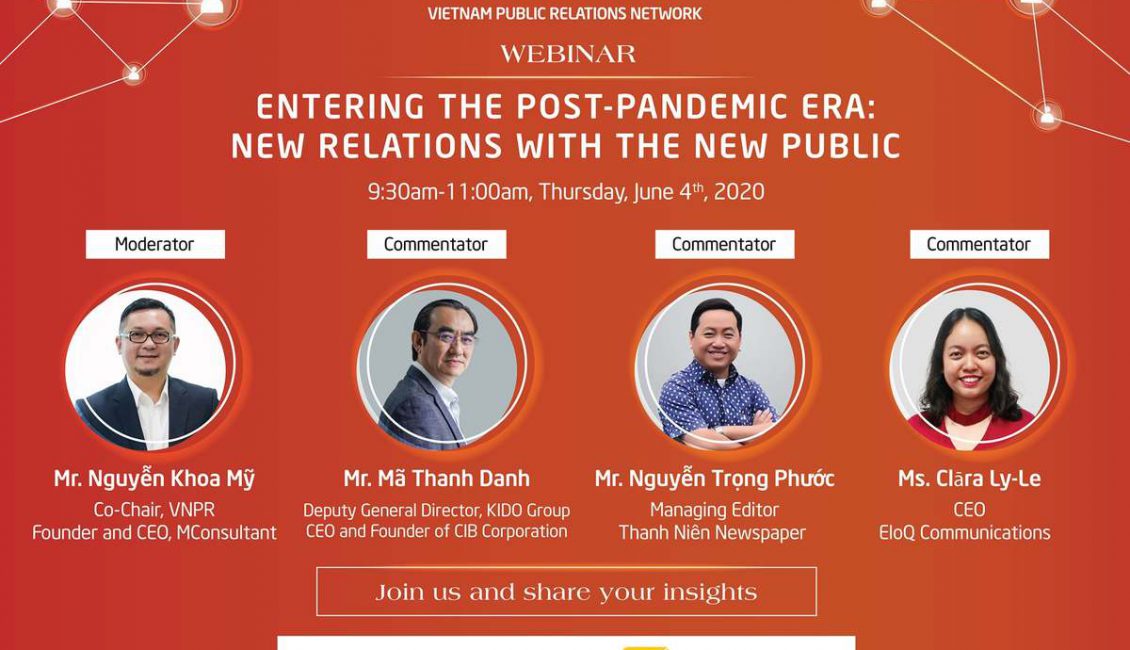 VIETNAM PUBLIC RELATIONS NETWORK
WEBINAR
ENTERING THE POST-PANDEMIC ERA:
NEW RELATIONS WITH THE NEW PUBLIC
9:30am-11:00am, Thursday, June 4th, 2020
Moderator
Mr. Nguyễn Khoa Mỹ
Co-Chair, VNPR
Founder and CEO, MConsultant
Commentator
Mr. Mã Thanh Danh
Deputy General Director, KIDO Group
CEO and Founder of CIB Corporation
Commentator
Mr. Nguyễn Trọng Phước
Managing Editor
Thanh Niên Newspaper
Commentator
Ms. Clāra Ly-Le
CEO
EloQ Communications
Join us and share your insights